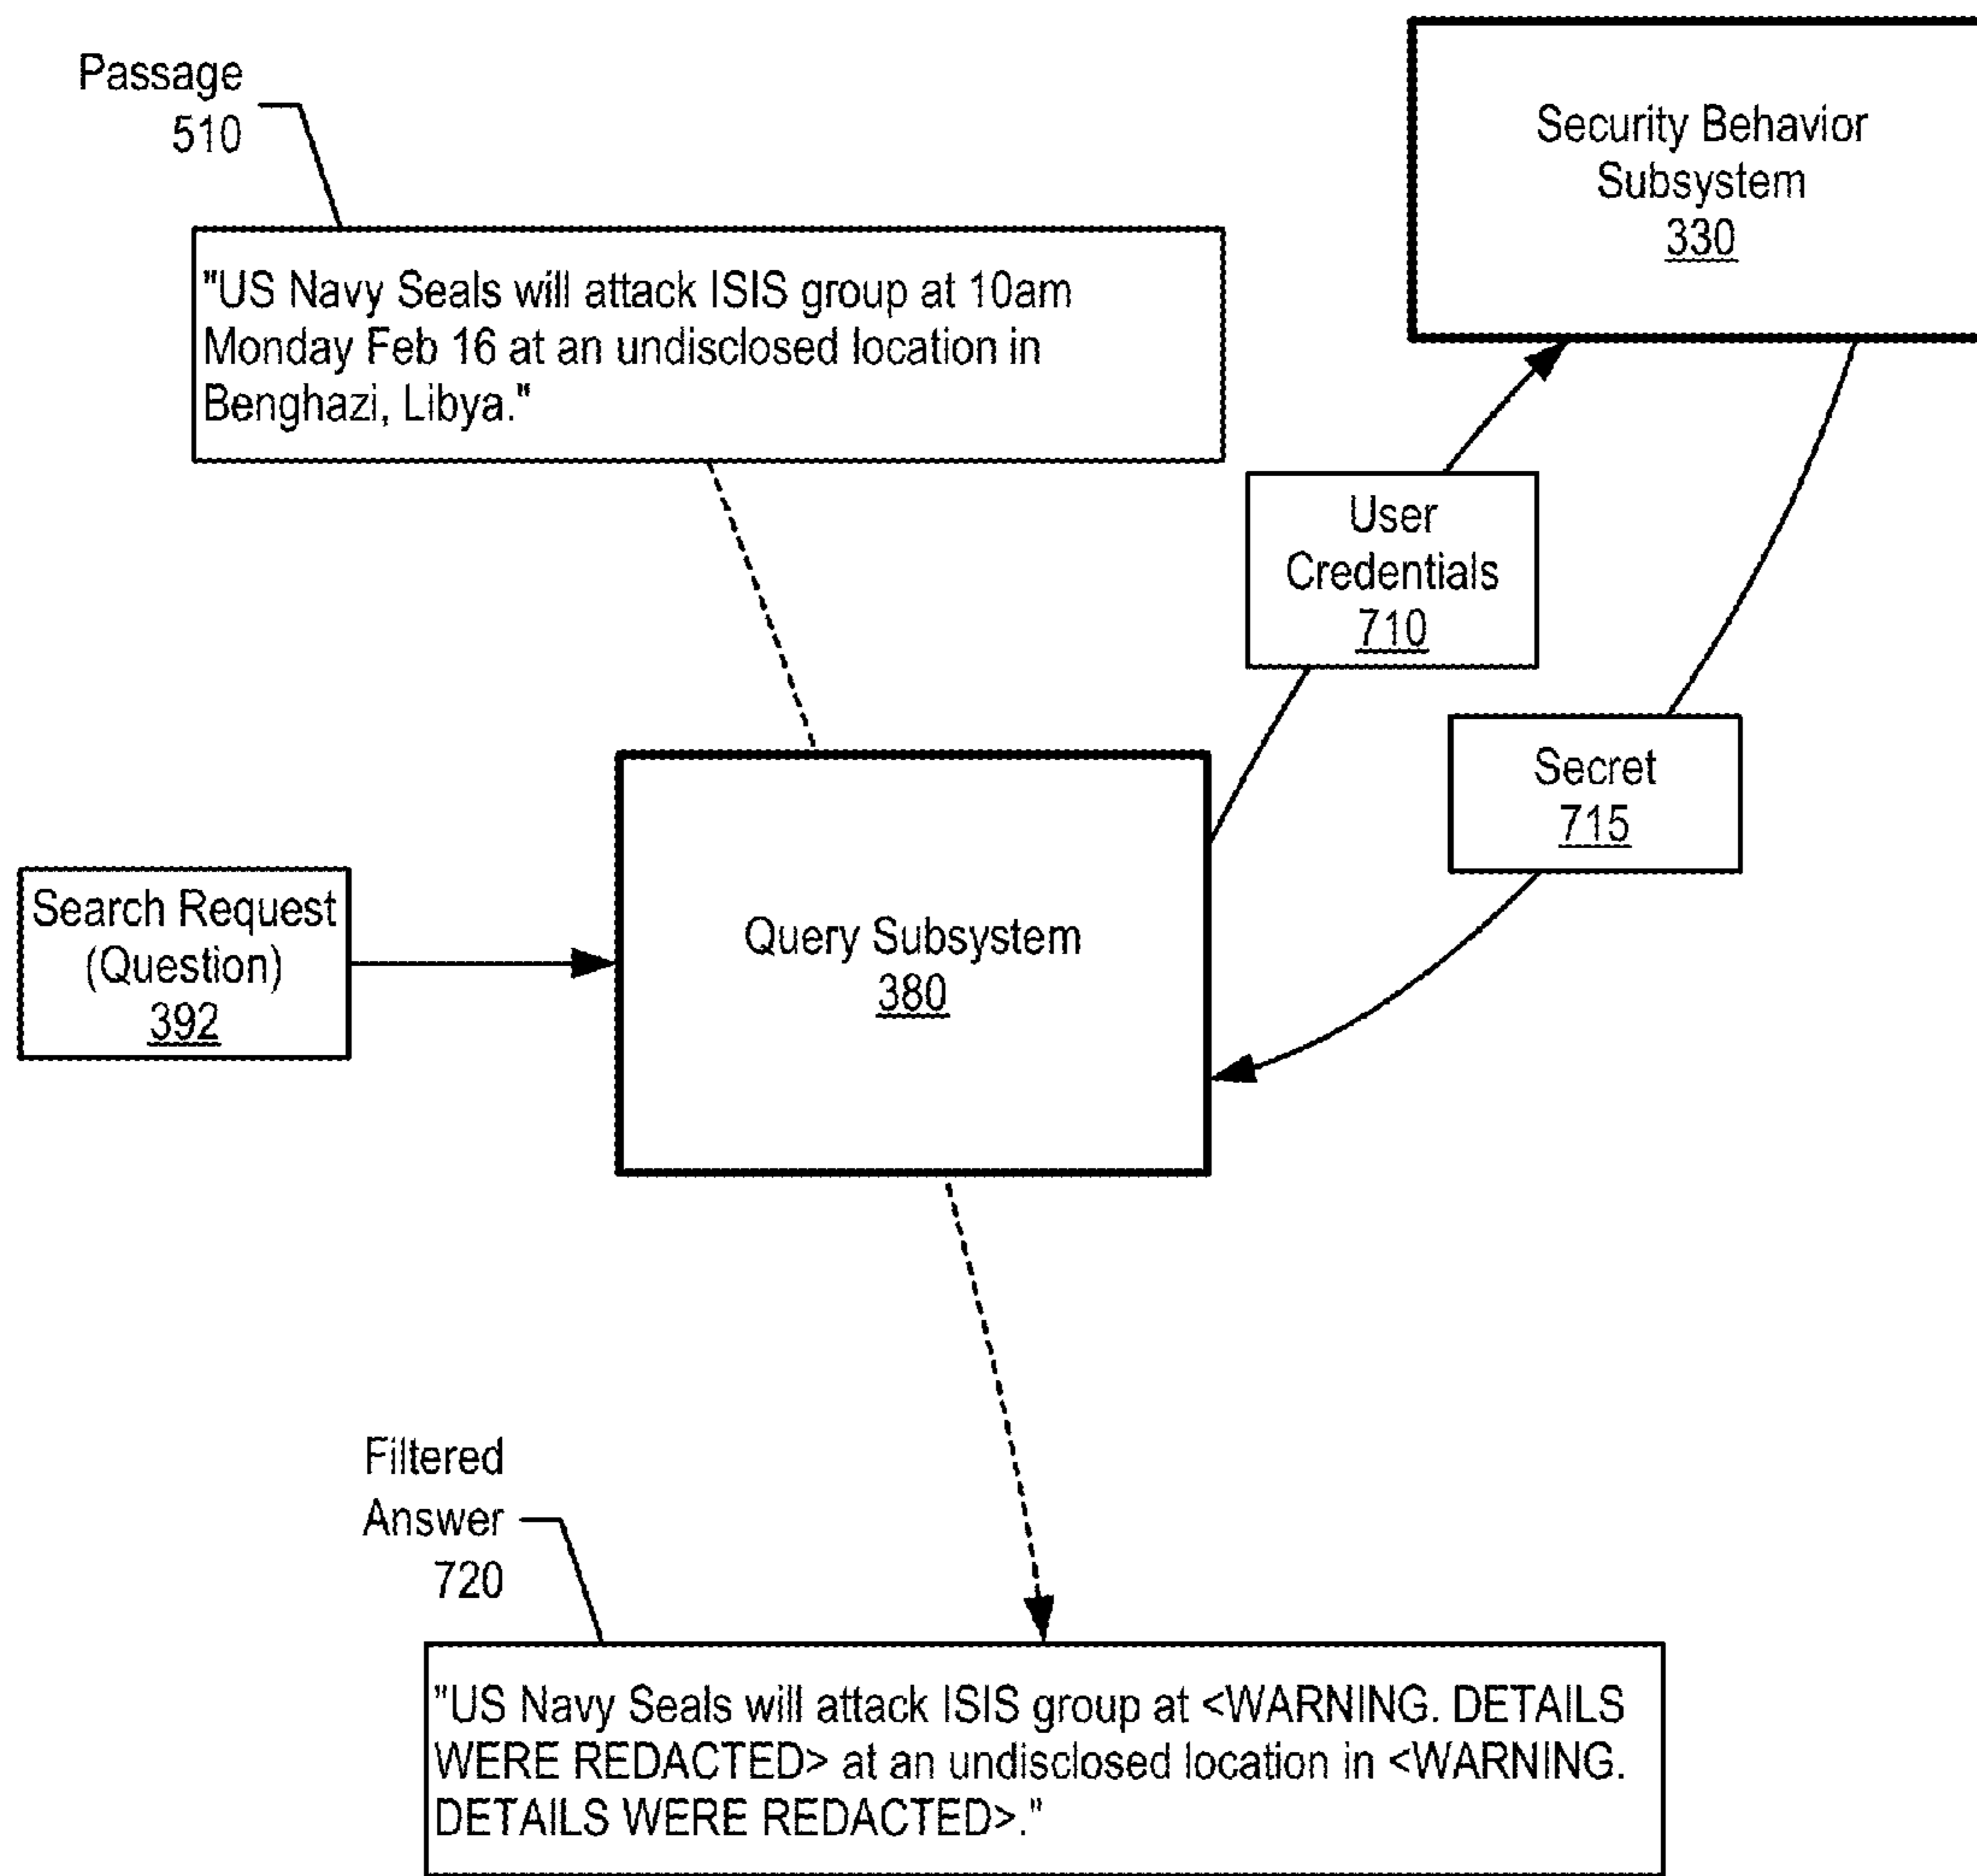 Passage
510
Security Behavior
Subsystem
330
"US Navy Seals will attack ISIS group at 10am
Monday Feb 16 at an undisclosed location in
Benghazi, Libya."
User
Credentials
710
Secret
715
Search Request
(Question)
392
Query Subsystem
380
Filtered
Answer
720
"US Navy Seals will attack ISIS group at <WARNING. DETAILS
WERE REDACTED> at an undisclosed location in <WARNING.
DETAILS WERE REDACTED>."